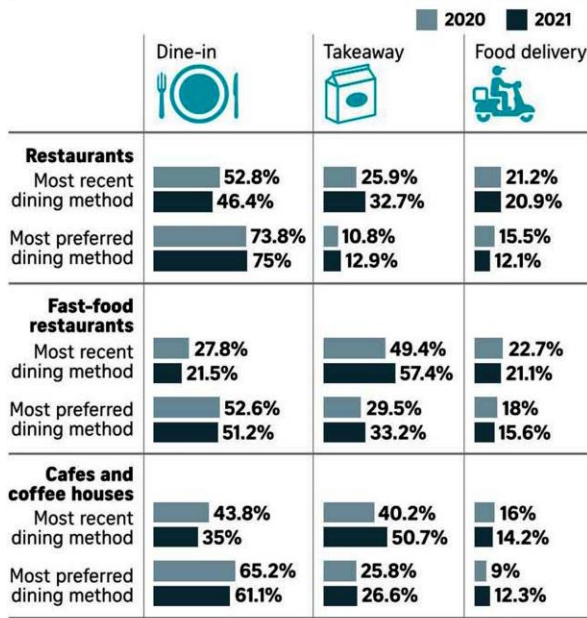 2020 2021
Dine-in Takeaway Food delivery
Restaurants
Most recent 52.8% 25.9% 21.2%
dining method 46.4% 32.7% 20.9%
Most preferred 73.8% 10.8% 15.5%
dining method 75% 12.9% 12.1%
Fast-food
restaurants
Most recent 27.8% 49.4% 22.7%
dining method 21.5% 57.4% 21.1%
Most preferred 52.6% 29.5% 18%
dining method 51.2% 33.2% 15.6%
Cafes and
coffee houses
Most recent 43.8% 40.2% 16%
dining method 35% 50.7% 14.2%
Most preferred 65.2% 25.8% 9%
dining method 61.1% 26.6% 12.3%